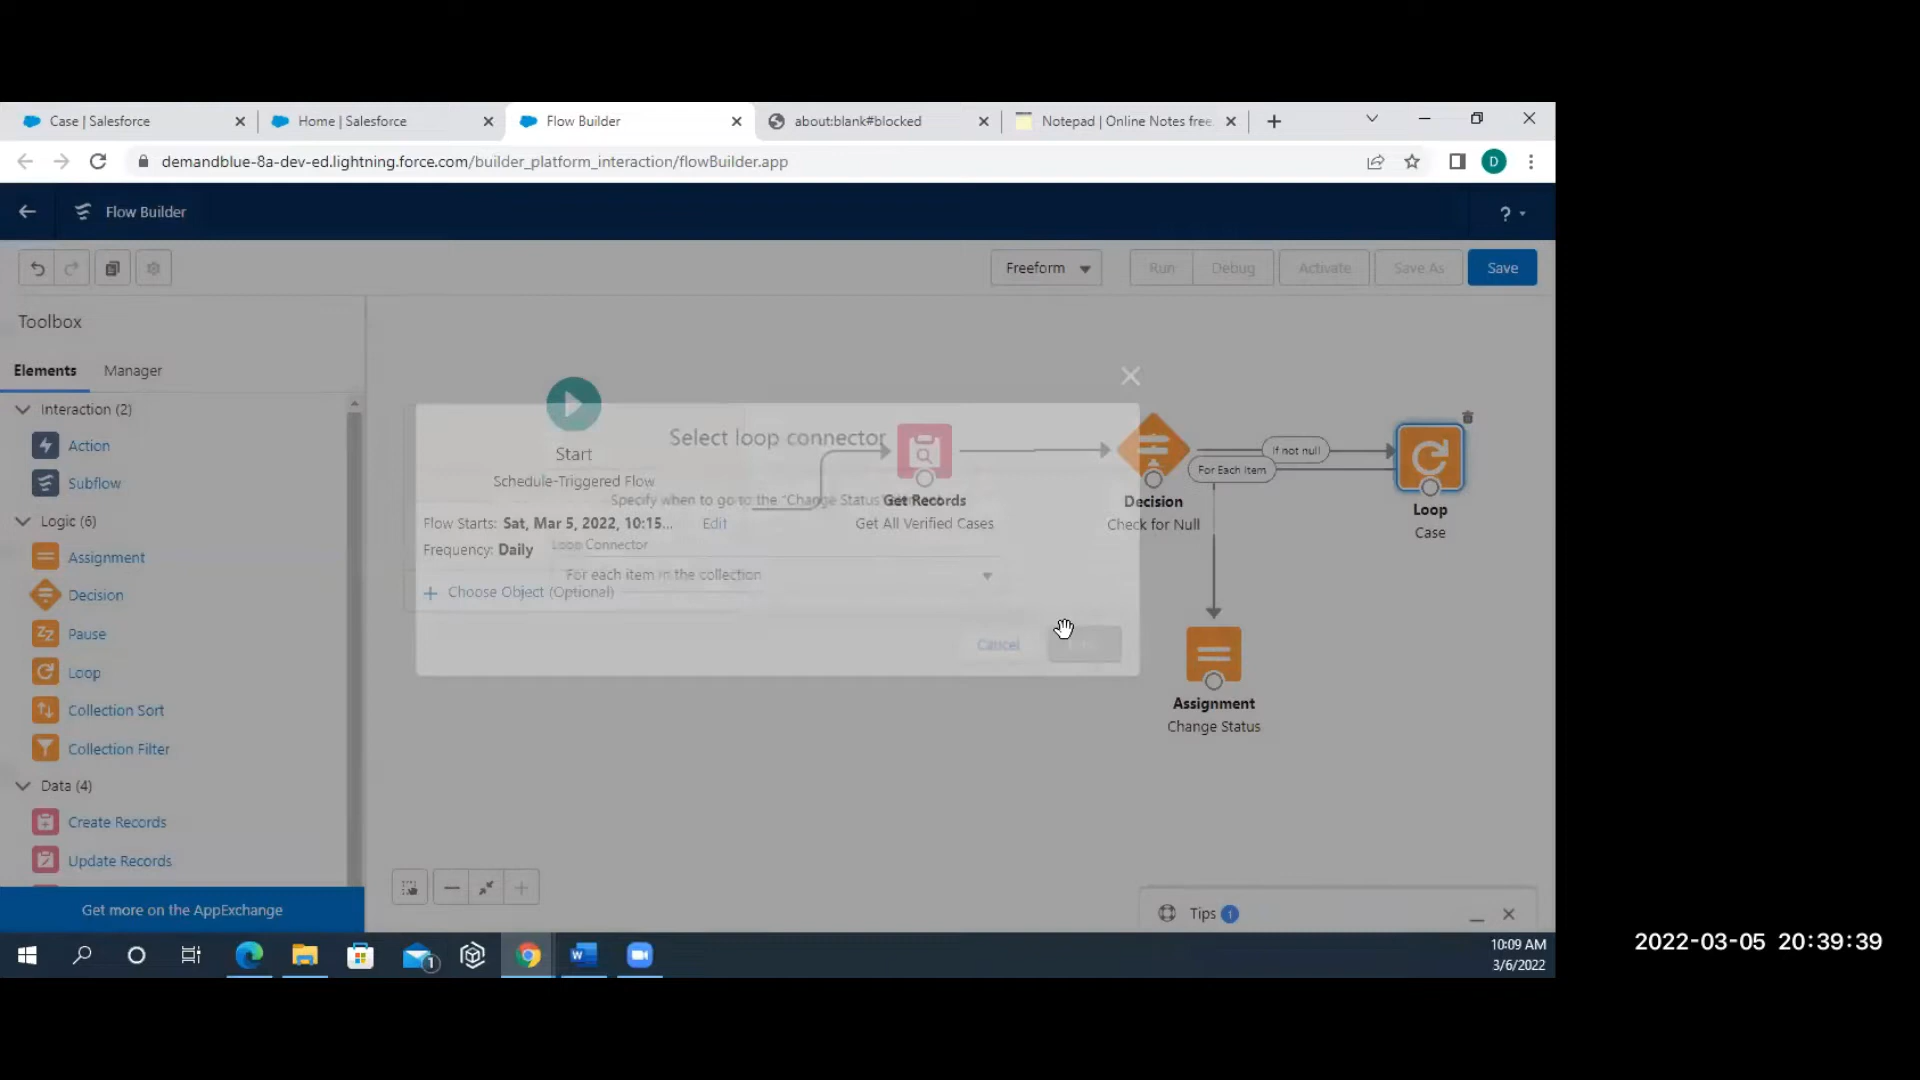 Case | Salesforce
Home | Salesforce
Flow Builder
about:blank#blocked
Notepad | Online Notes free
demandblue-8a-dev-ed.lightning.force.com/builder_platform_interaction/flowBuilder.app
D
Flow Builder
?
Freeform
Run
Debug
Activate
Save As
Save
Toolbox
Elements
Manager
Interaction (2)
Action
Subflow
Logic (6)
Assignment
Decision
Pause
Loop
Collection Sort
Collection Filter
Data (4)
Create Records
Update Records
Get more on the AppExchange
Start
Schedule-Triggered Flow
Flow Starts: Sat, Mar 5, 2022, 10:15...
Edit
Frequency: Daily
Choose Object (Optional)
Select loop connector
Specify when to go to the "Change Status"
Loop Connector
For each item in the collection
Cancel
Get Records
Get All Verified Cases
Decision
Check for Null
If not null
For Each Item
Loop
Case
Assignment
Change Status
Tips 1
1
10:09 AM
3/6/2022
2022-03-05 20:39:39